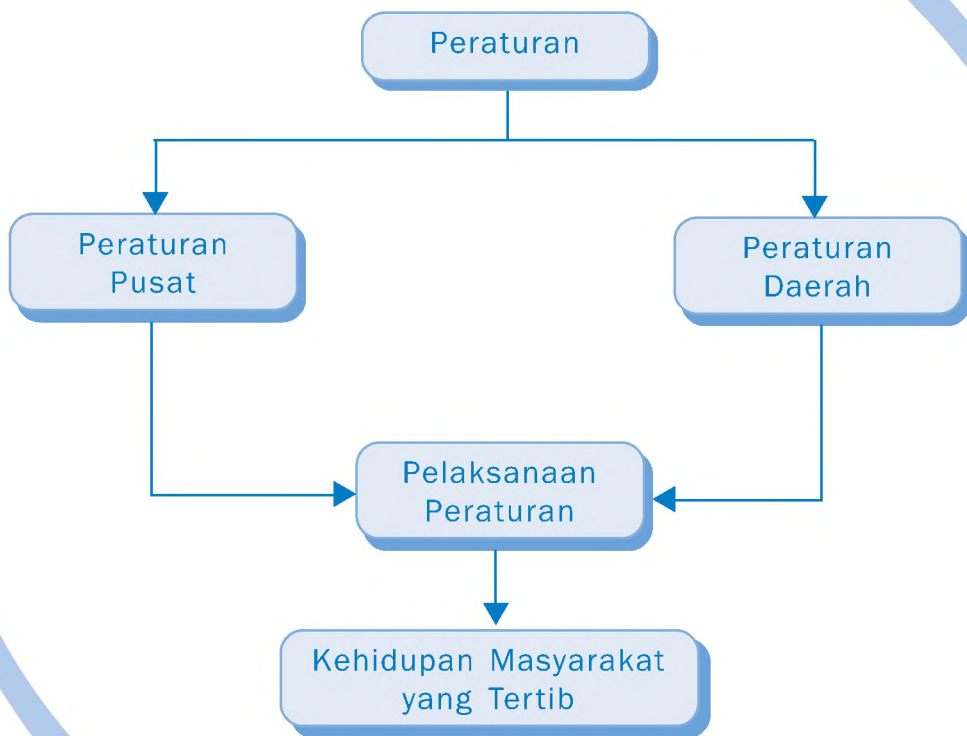 Peraturan
Peraturan
Pusat
Peraturan
Daerah
Pelaksanaan
Peraturan
Kehidupan Masyarakat
yang Tertib